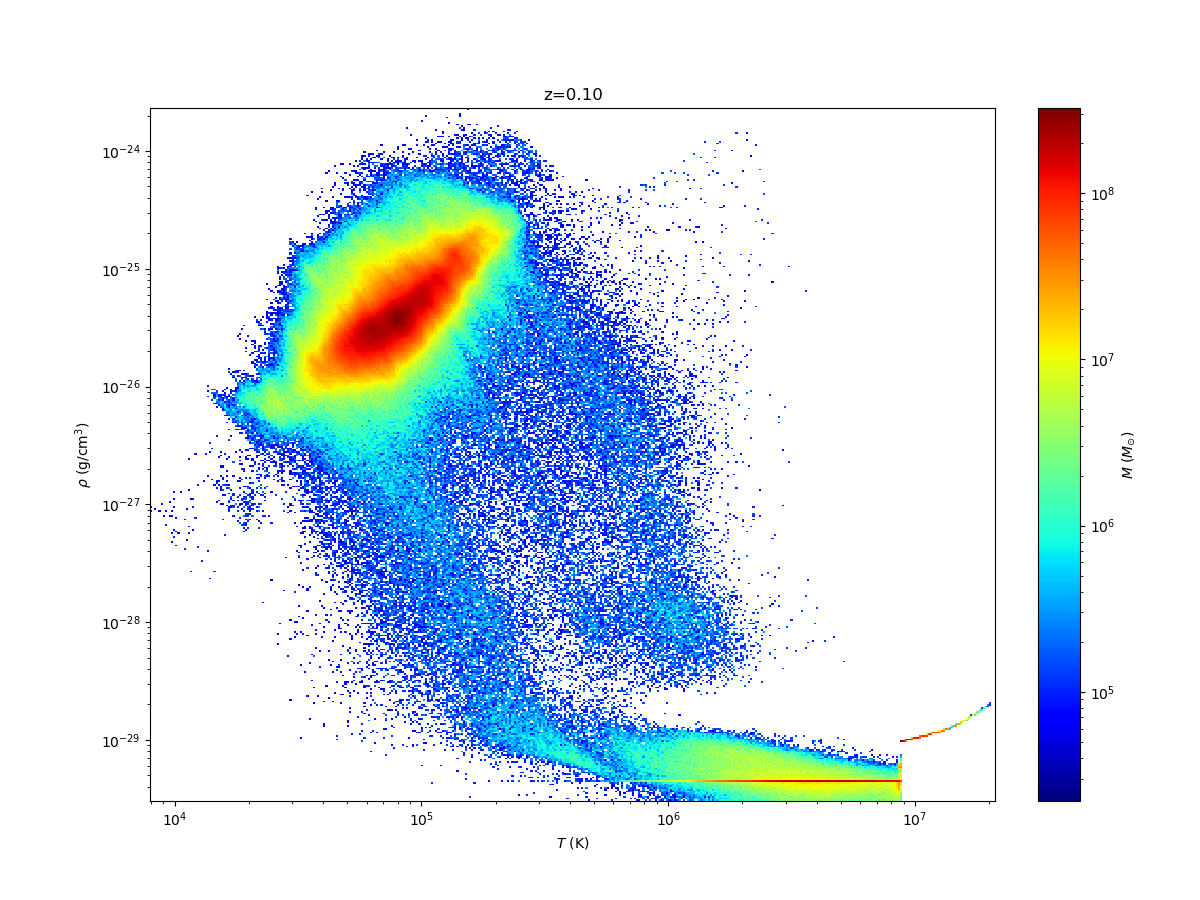 z=0.10
ρ (g/cm³)
10⁻²⁴
10⁻²⁵
10⁻²⁶
10⁻²⁷
10⁻²⁸
10⁻²⁹
10⁴ 10⁵ 10⁶ 10⁷
T (K)
10⁸
10⁷
10⁶
10⁵
M (M⊙)